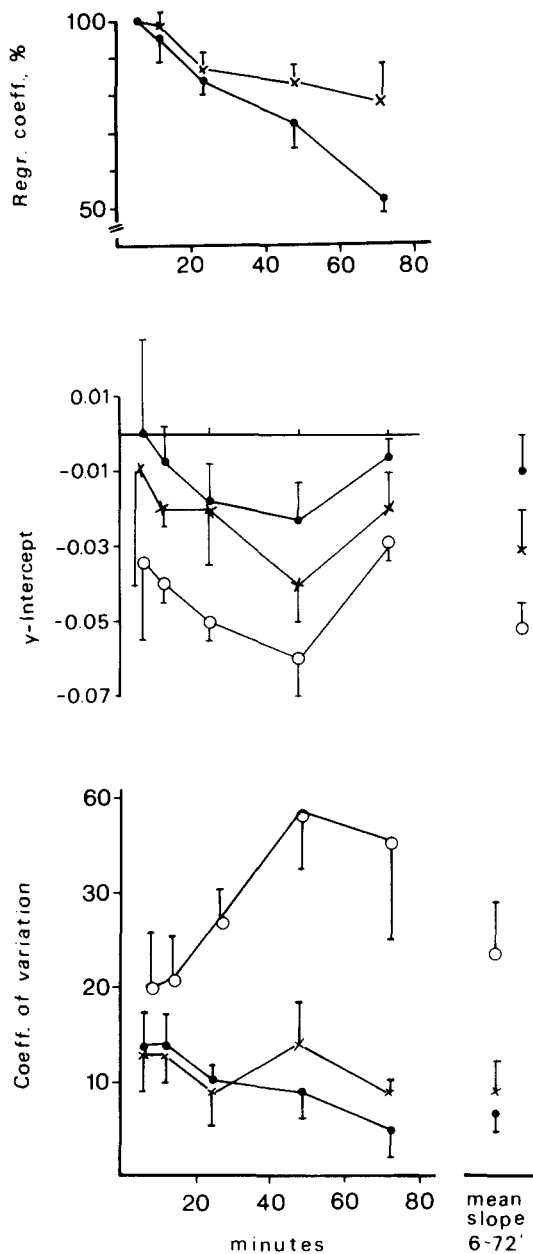 Regr. coeff., %
100
50
20 40 60 80
y-Intercept
0.01
-0.01
-0.03
-0.05
-0.07
Coeff. of variation
60
30
20
10
20 40 60 80
minutes
mean
slope
6-72'